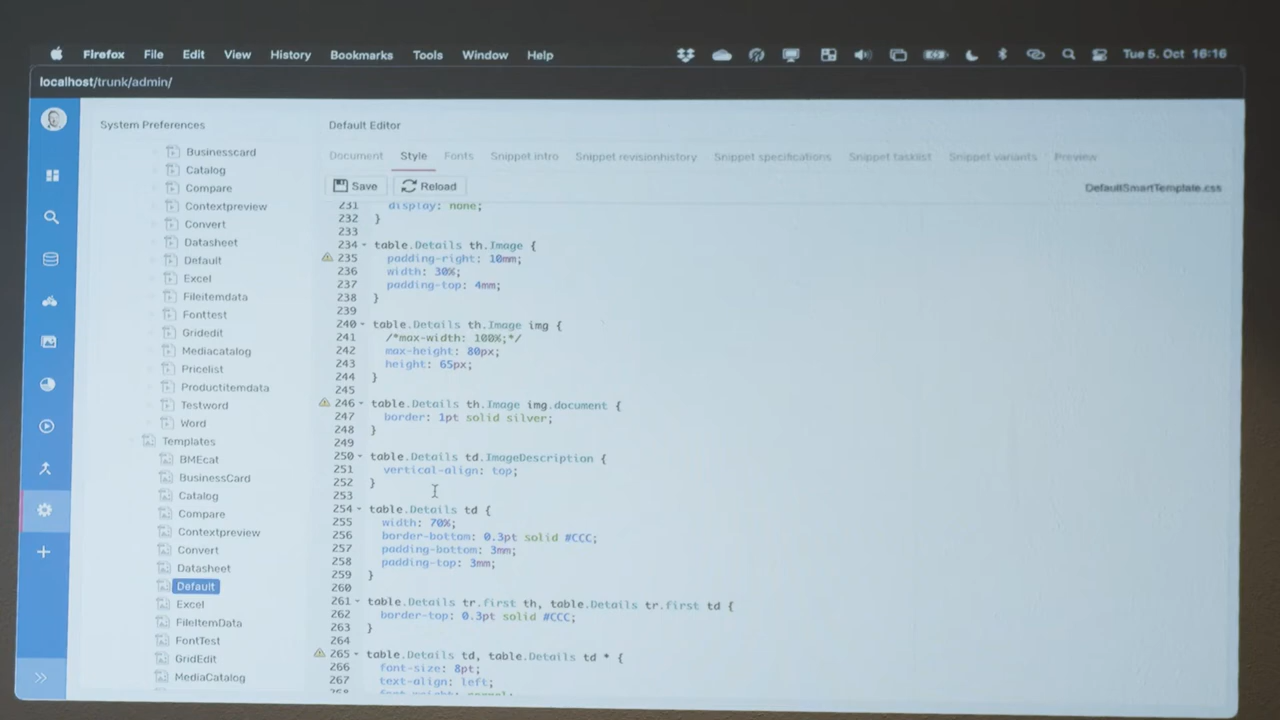 Firefox File Edit View History Bookmarks Tools Window Help Tue 5. Oct 16:16
localhost/trunk/admin/
System Preferences
Businesscard
Catalog
Compare
Contextpreview
Convert
Datasheet
Default
Excel
Fileitemdata
Fonttest
Gridedit
Mediacatalog
Pricelist
Productitemdata
Testword
Word
Templates
BMEcat
BusinessCard
Catalog
Compare
Contextpreview
Convert
Datasheet
Default
Excel
FileItemData
FontTest
GridEdit
MediaCatalog
Default Editor
Document Style Fonts Snippet intro Snippet revisionhistory Snippet specifications Snippet tasklist Snippet variants Preview
Save Reload DefaultSmartTemplate.css
231 display: none;
232 }
233
234 table.Details th.Image {
235 padding-right: 10mm;
236 width: 30%;
237 padding-top: 4mm;
238 }
239
240 table.Details th.Image img {
241 /*max-width: 100%;*/
242 max-height: 80px;
243 height: 65px;
244 }
245
246 table.Details th.Image img.document {
247 border: 1pt solid silver;
248 }
249
250 table.Details td.ImageDescription {
251 vertical-align: top;
252 }
253
254 table.Details td {
255 width: 70%;
256 border-bottom: 0.3pt solid #CCC;
257 padding-bottom: 3mm;
258 padding-top: 3mm;
259 }
260
261 table.Details tr.first th, table.Details tr.first td {
262 border-top: 0.3pt solid #CCC;
263 }
264
265 table.Details td, table.Details td * {
266 font-size: 8pt;
267 text-align: left;